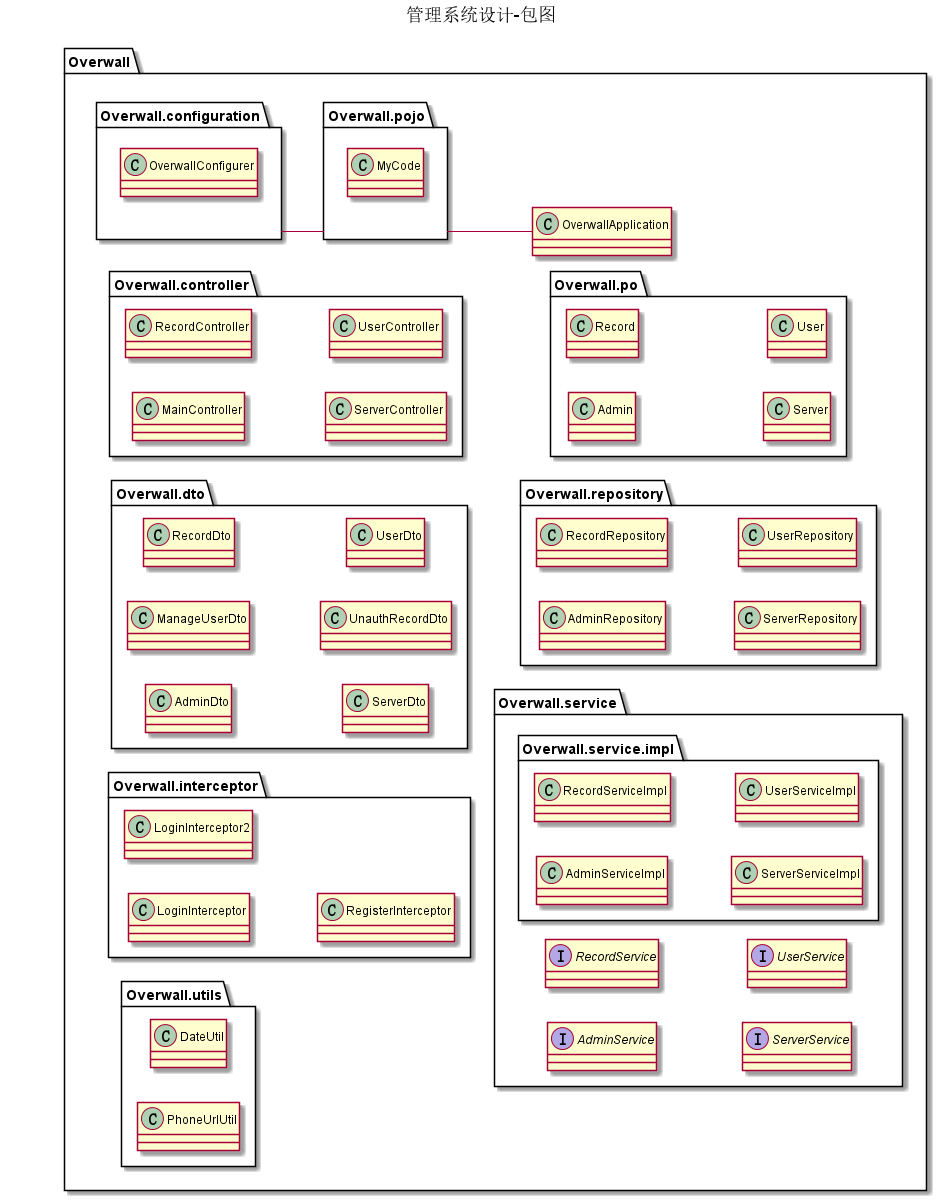 管理系统设计-包图
Overwall
Overwall.configuration
C OverwallConfigurer
Overwall.pojo
C MyCode
C OverwallApplication
Overwall.controller
C RecordController
C UserController
C MainController
C ServerController
Overwall.po
C Record
C User
C Admin
C Server
Overwall.dto
C RecordDto
C UserDto
C ManageUserDto
C UnauthRecordDto
C AdminDto
C ServerDto
Overwall.repository
C RecordRepository
C UserRepository
C AdminRepository
C ServerRepository
Overwall.service
Overwall.service.impl
C RecordServiceImpl
C UserServiceImpl
C AdminServiceImpl
C ServerServiceImpl
I RecordService
I UserService
I AdminService
I ServerService
Overwall.interceptor
C LoginInterceptor2
C LoginInterceptor
C RegisterInterceptor
Overwall.utils
C DateUtil
C PhoneUrlUtil